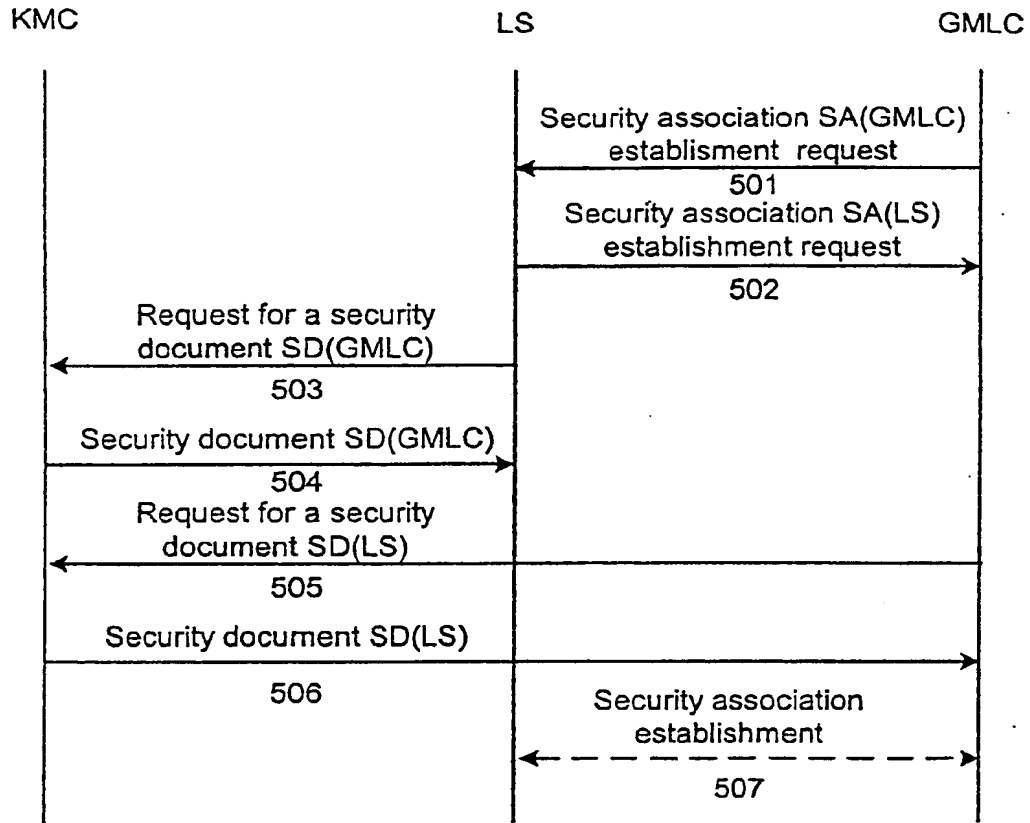 KMC
LS
GMLC
Security association SA(GMLC)
establisment request
501
Security association SA(LS)
establishment request
502
Request for a security
document SD(GMLC)
503
Security document SD(GMLC)
504
Request for a security
document SD(LS)
505
Security document SD(LS)
506
Security association
establishment
507